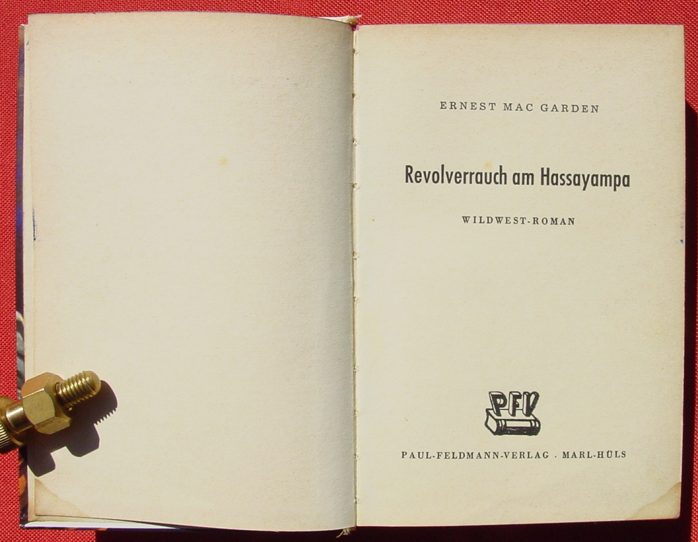 ERNEST MAC GARDEN
Revolverrauch am Hassayampa
WILDWEST-ROMAN
PFV
PAUL-FELDMANN-VERLAG . MARL-HÜLS